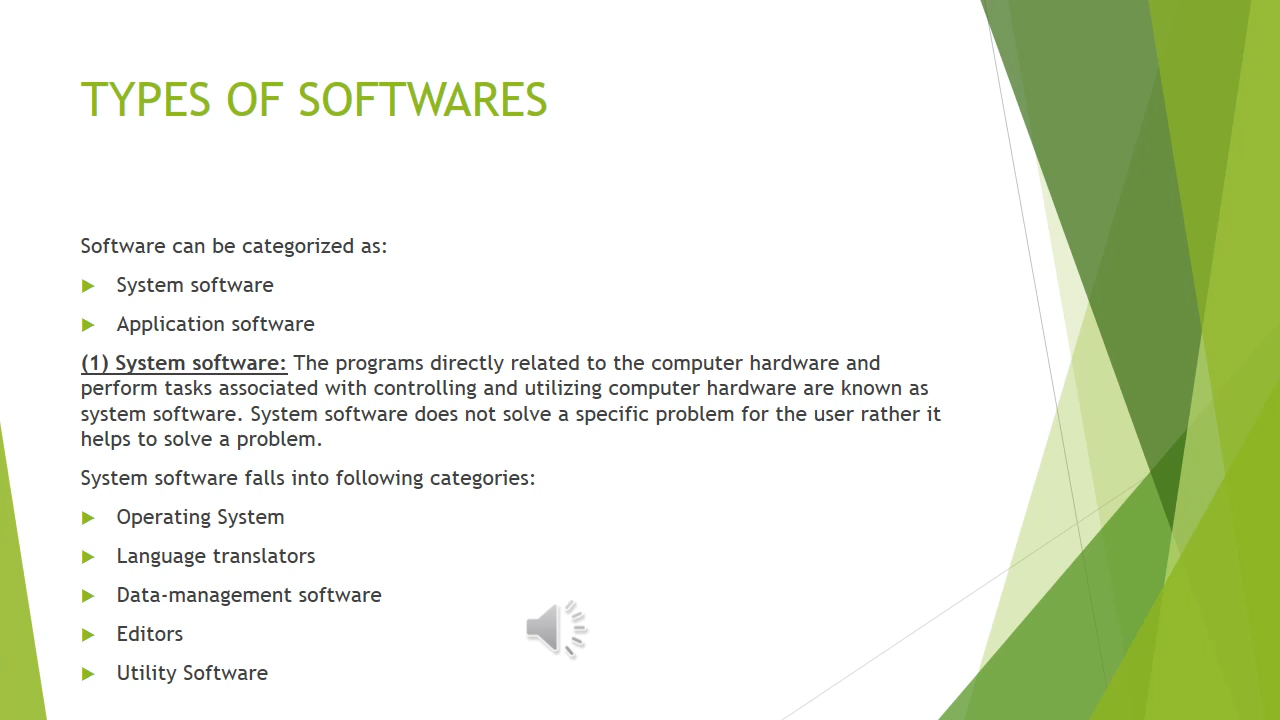 TYPES OF SOFTWARES
Software can be categorized as:
System software
Application software
(1) System software: The programs directly related to the computer hardware and
perform tasks associated with controlling and utilizing computer hardware are known as
system software. System software does not solve a specific problem for the user rather it
helps to solve a problem.
System software falls into following categories:
Operating System
Language translators
Data-management software
Editors
Utility Software